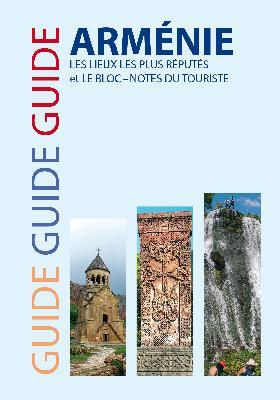 GUIDE GUIDE GUIDE
ARMÉNIE
LES LIEUX LES PLUS RÉPUTÉS
et LE BLOC–NOTES DU TOURISTE